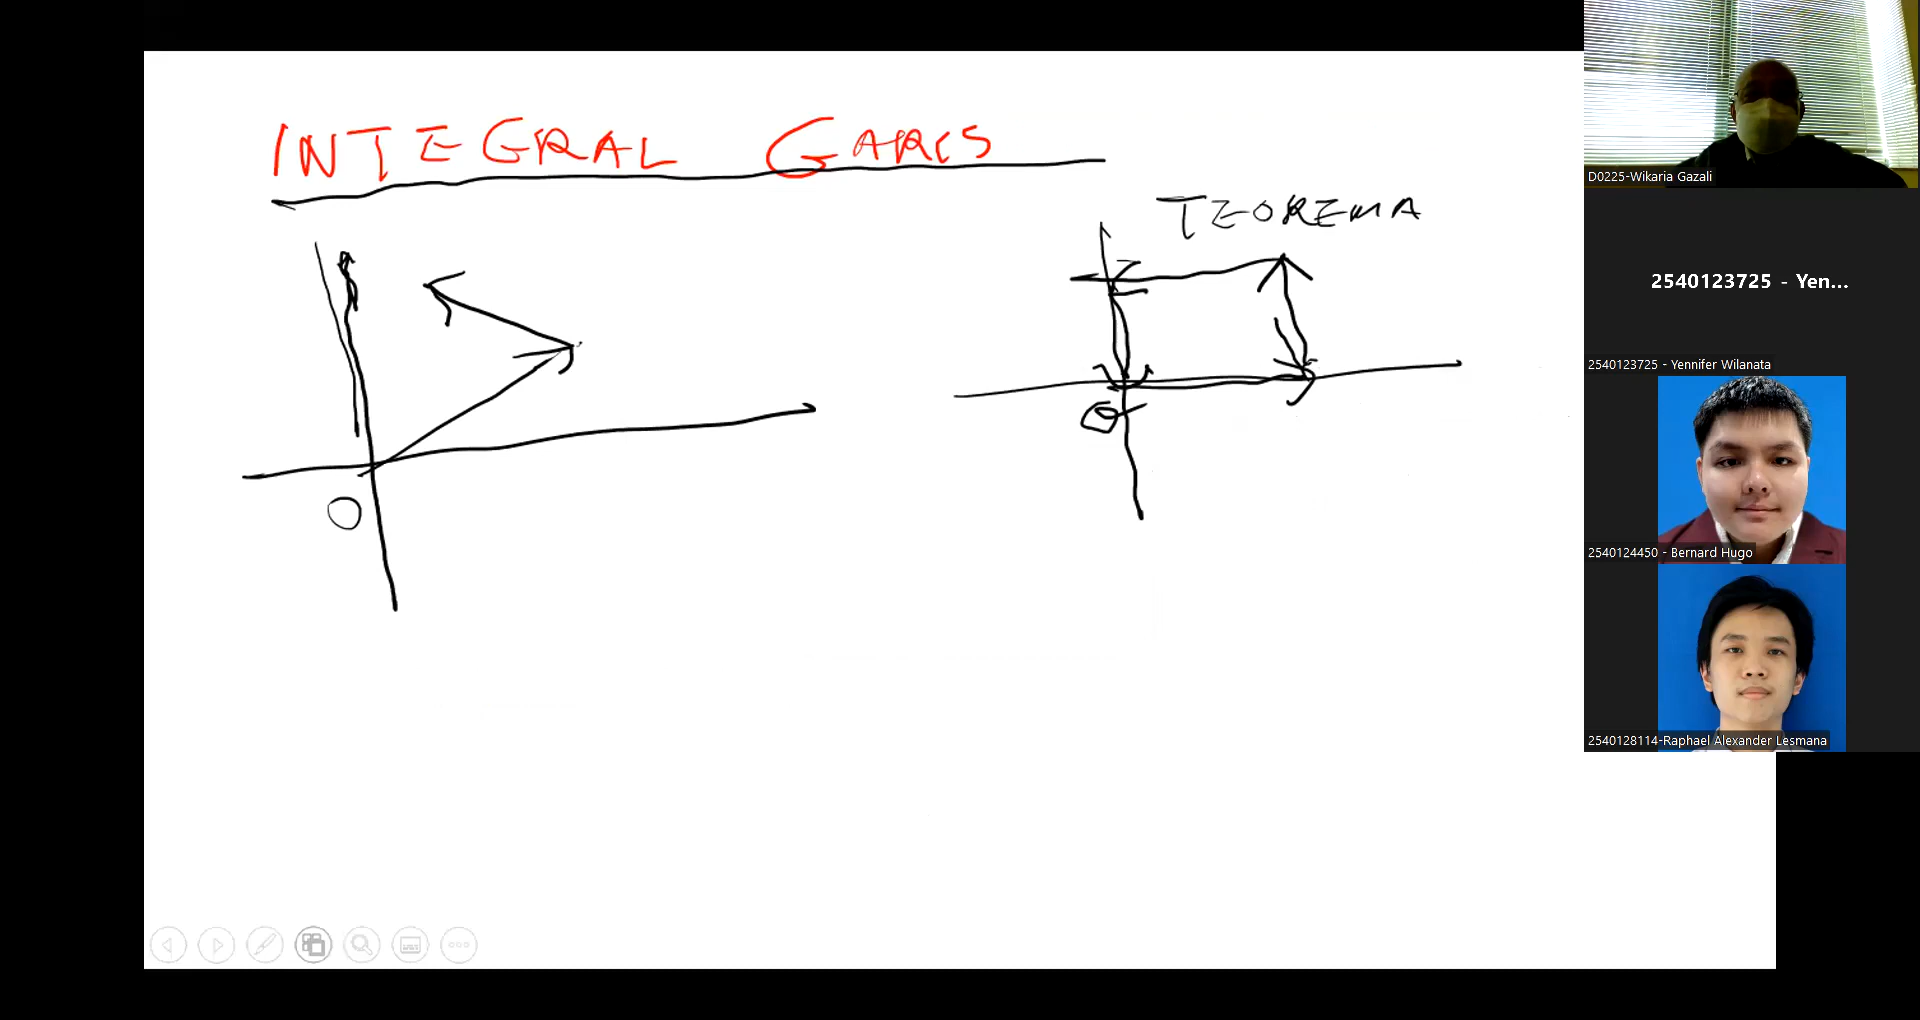 INTEGRAL GARIS
TEOREMA
O
O
D0225-Wikaria Gazali
2540123725 - Yen...
2540123725 - Yennifer Wilanata
2540124450 - Bernard Hugo
2540128114-Raphael Alexander Lesmana